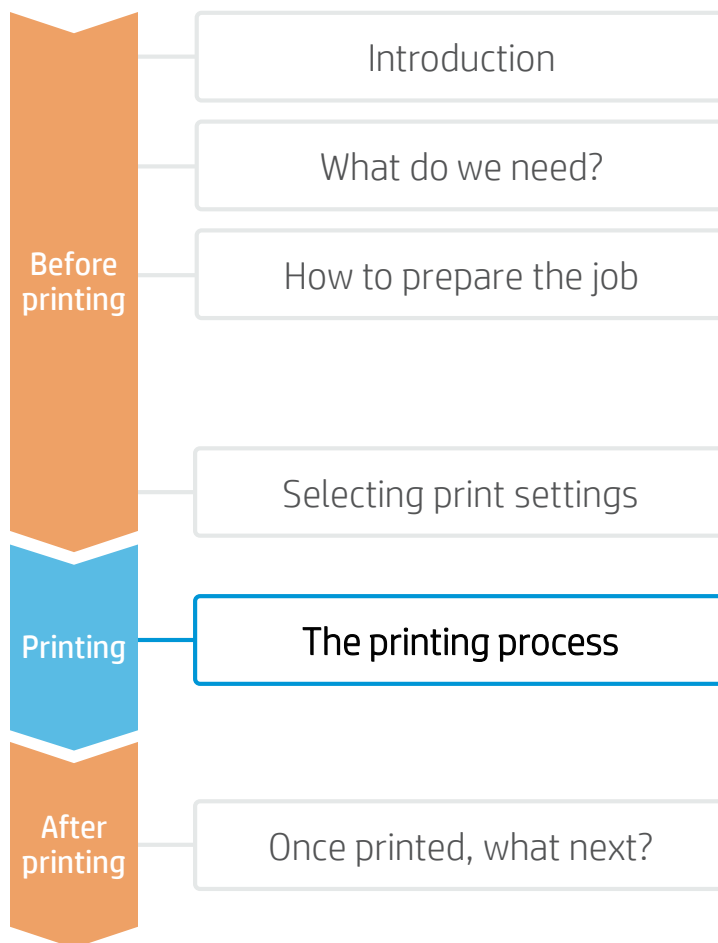 Introduction
What do we need?
Before
printing
How to prepare the job
Selecting print settings
Printing
The printing process
After
printing
Once printed, what next?